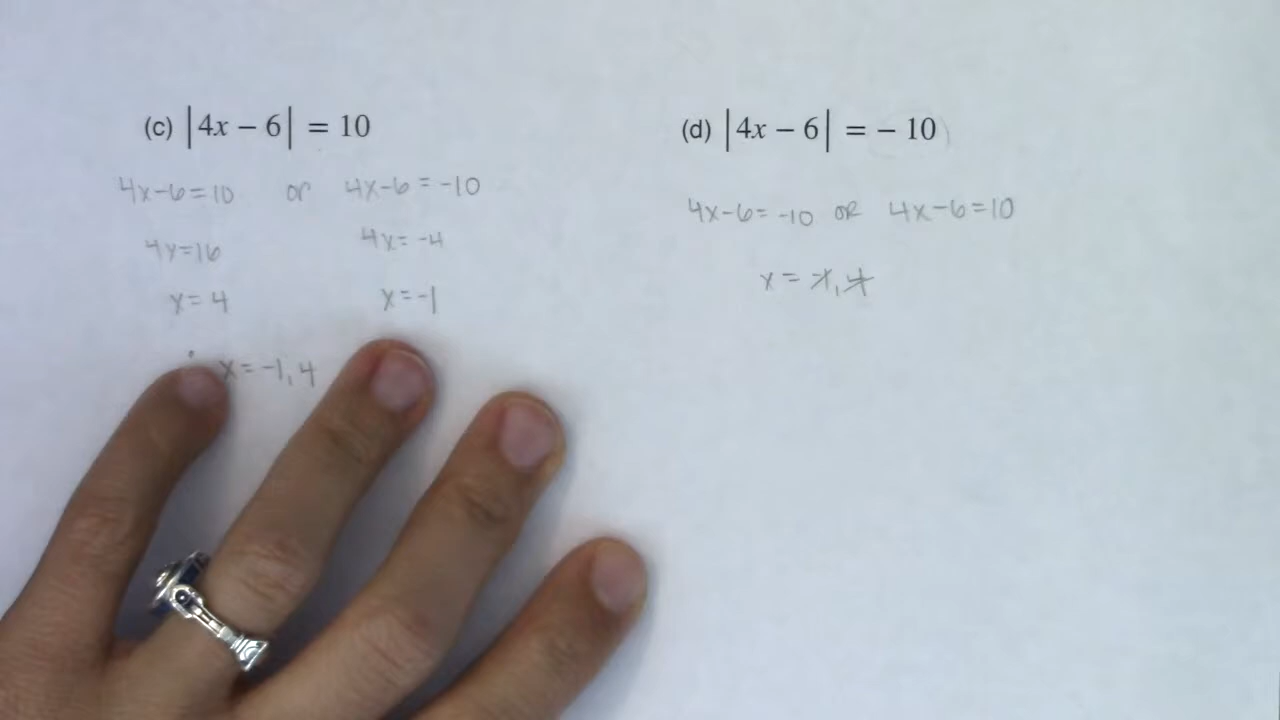 (c) |4x − 6| = 10
4x-6=10 or 4x-6=-10
4x=16 4x=-4
x=4 x=-1
x=-1,4
(d) |4x − 6| = − 10
4x-6=-10 OR 4x-6=10
x=-1,4